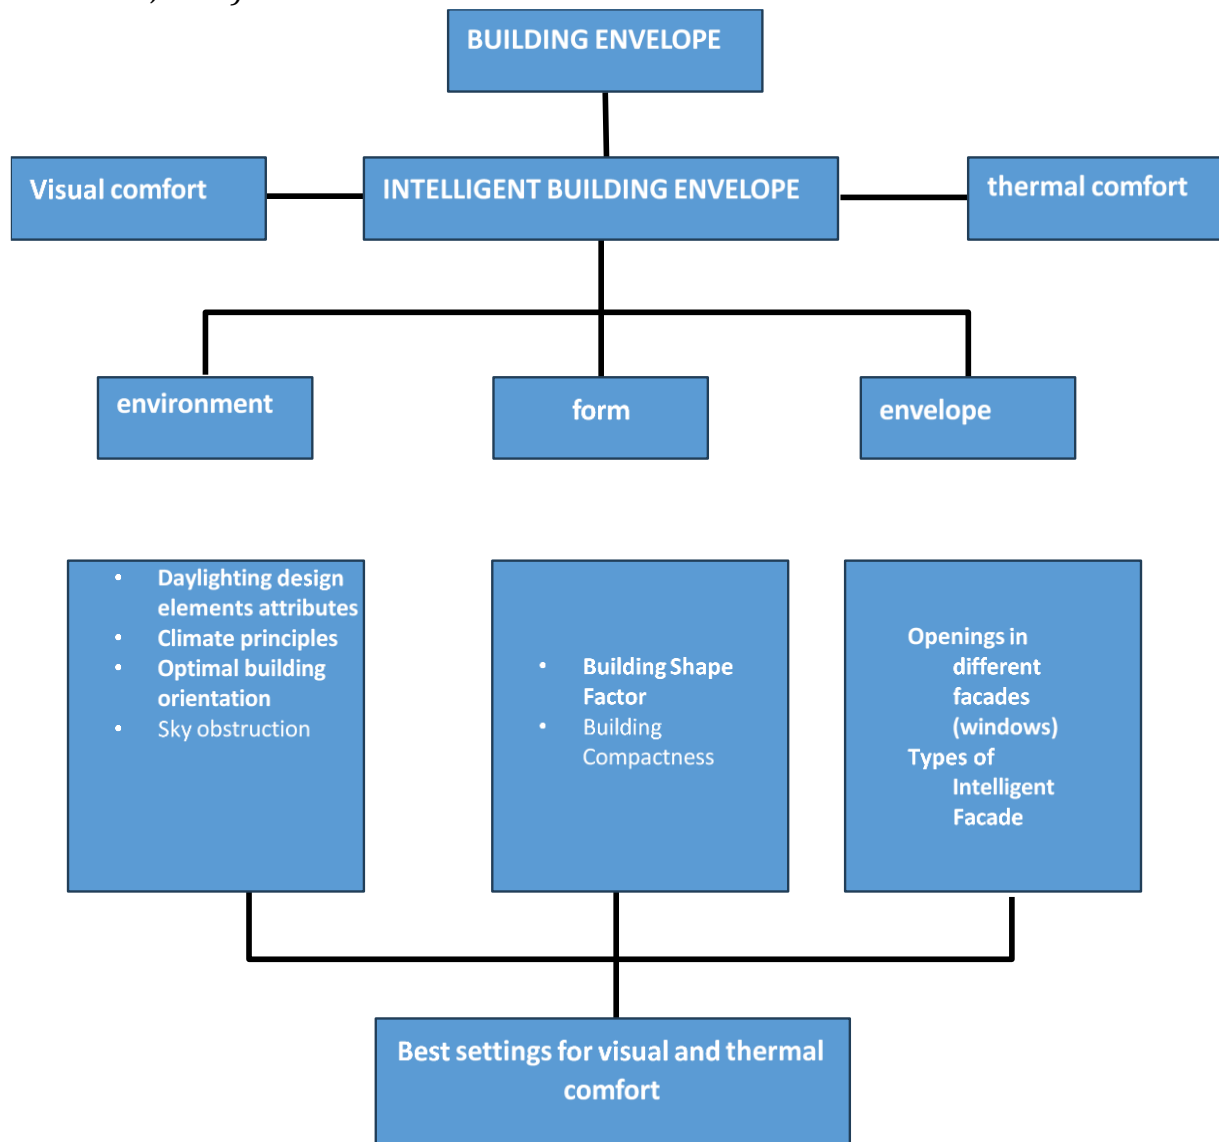 BUILDING ENVELOPE
Visual comfort
INTELLIGENT BUILDING ENVELOPE
thermal comfort
environment
form
envelope
• Daylighting design
elements attributes
• Climate principles
• Optimal building
orientation
• Sky obstruction
• Building Shape
Factor
• Building
Compactness
Openings in
different
facades
(windows)
Types of
Intelligent
Facade
Best settings for visual and thermal
comfort